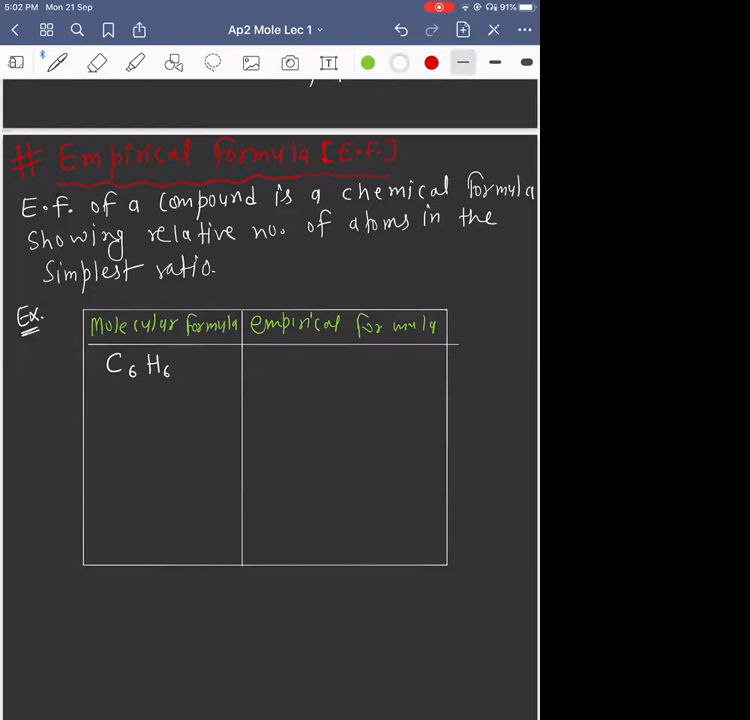 5:02 PM Mon 21 Sep
91%
Ap2 Mole Lec 1
T
# Empirical formula [E.F.]
E.F. of a compound is a chemical formula
showing relative no. of atoms in the
simplest ratio.
Ex.
Molecular formula empirical formula
C6 H6